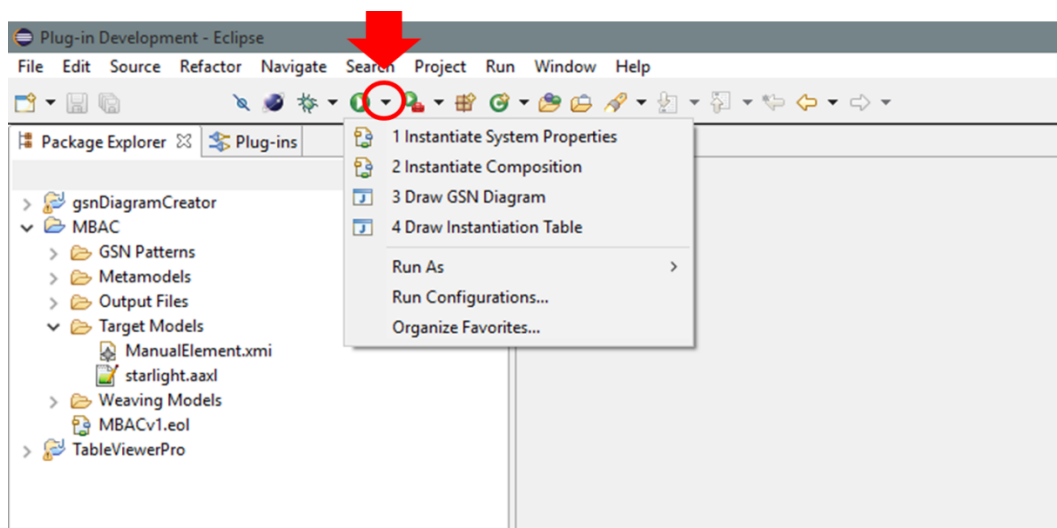 Plug-in Development - Eclipse
File Edit Source Refactor Navigate Search Project Run Window Help
Package Explorer Plug-ins
1 Instantiate System Properties
2 Instantiate Composition
3 Draw GSN Diagram
4 Draw Instantiation Table
Run As
Run Configurations...
Organize Favorites...
gsnDiagramCreator
MBAC
GSN Patterns
Metamodels
Output Files
Target Models
ManualElement.xmi
starlight.aaxl
Weaving Models
MBACv1.eol
TableViewerPro